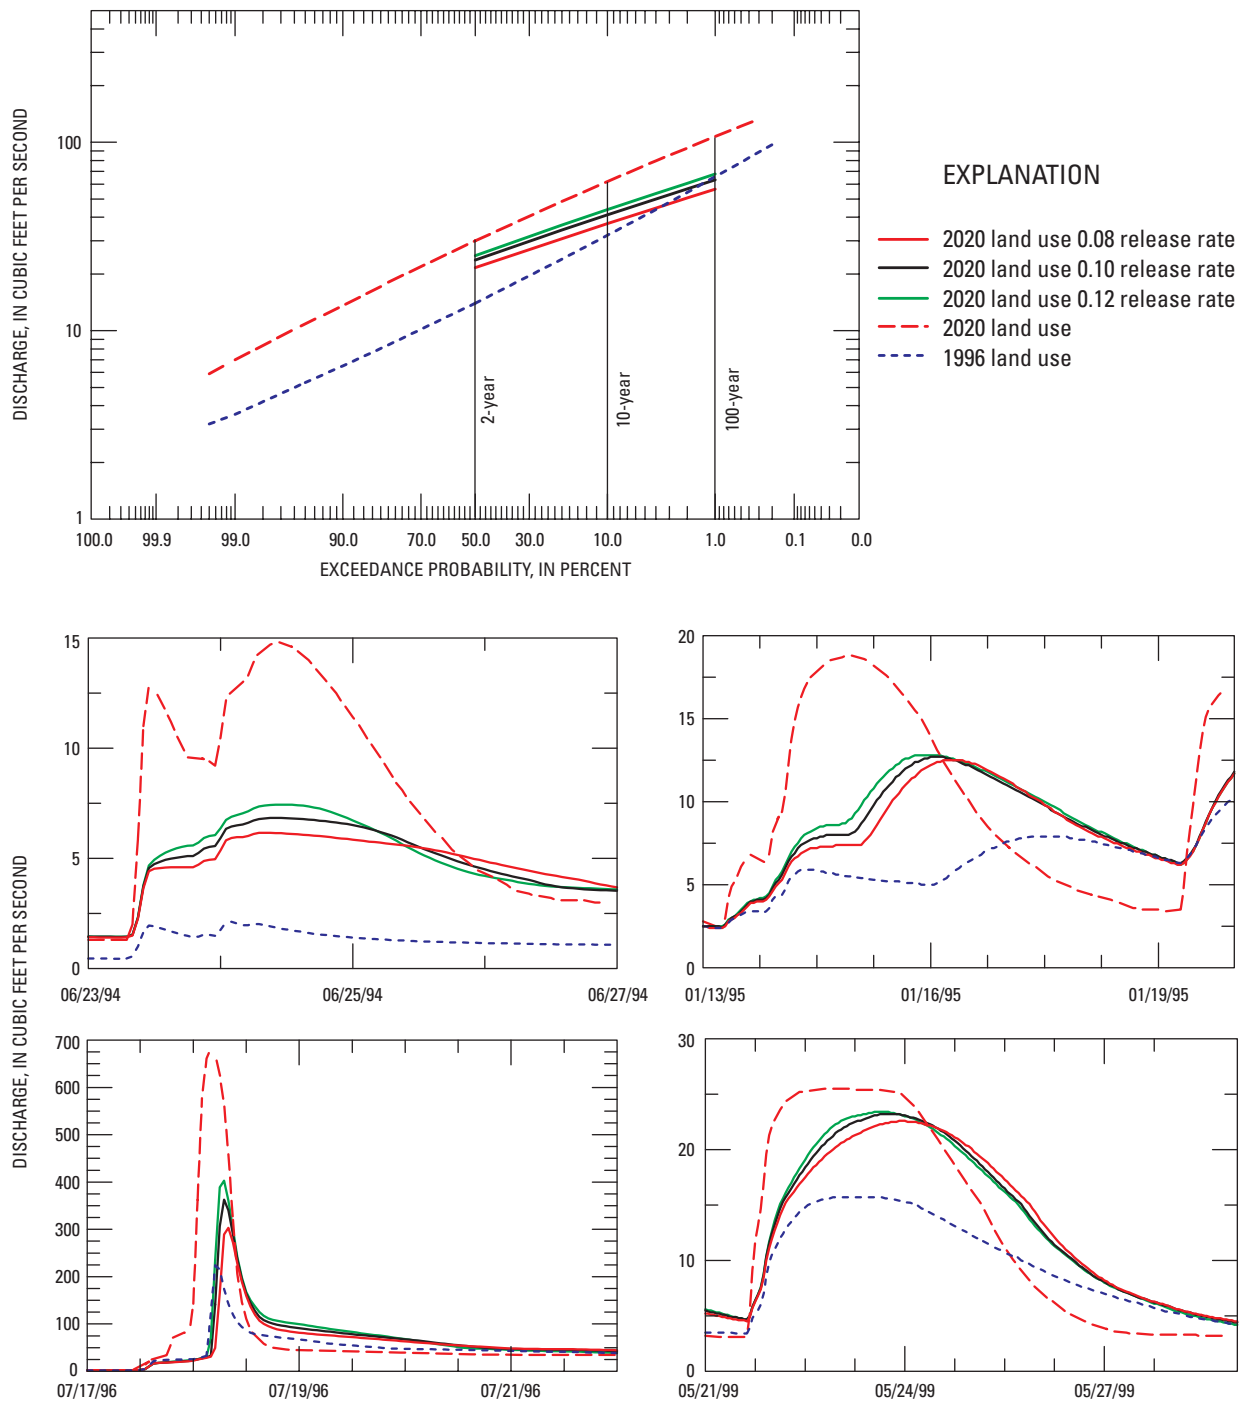 DISCHARGE, IN CUBIC FEET PER SECOND
100
10
1
100.0 99.9 99.0 90.0 70.0 50.0 30.0 10.0 1.0 0.1 0.0
EXCEEDANCE PROBABILITY, IN PERCENT
2-year
10-year
100-year
EXPLANATION
2020 land use 0.08 release rate
2020 land use 0.10 release rate
2020 land use 0.12 release rate
2020 land use
1996 land use
DISCHARGE, IN CUBIC FEET PER SECOND
15
10
5
0
06/23/94 06/25/94 06/27/94
20
15
10
5
0
01/13/95 01/16/95 01/19/95
700
600
500
400
300
200
100
0
07/17/96 07/19/96 07/21/96
30
20
10
0
05/21/99 05/24/99 05/27/99